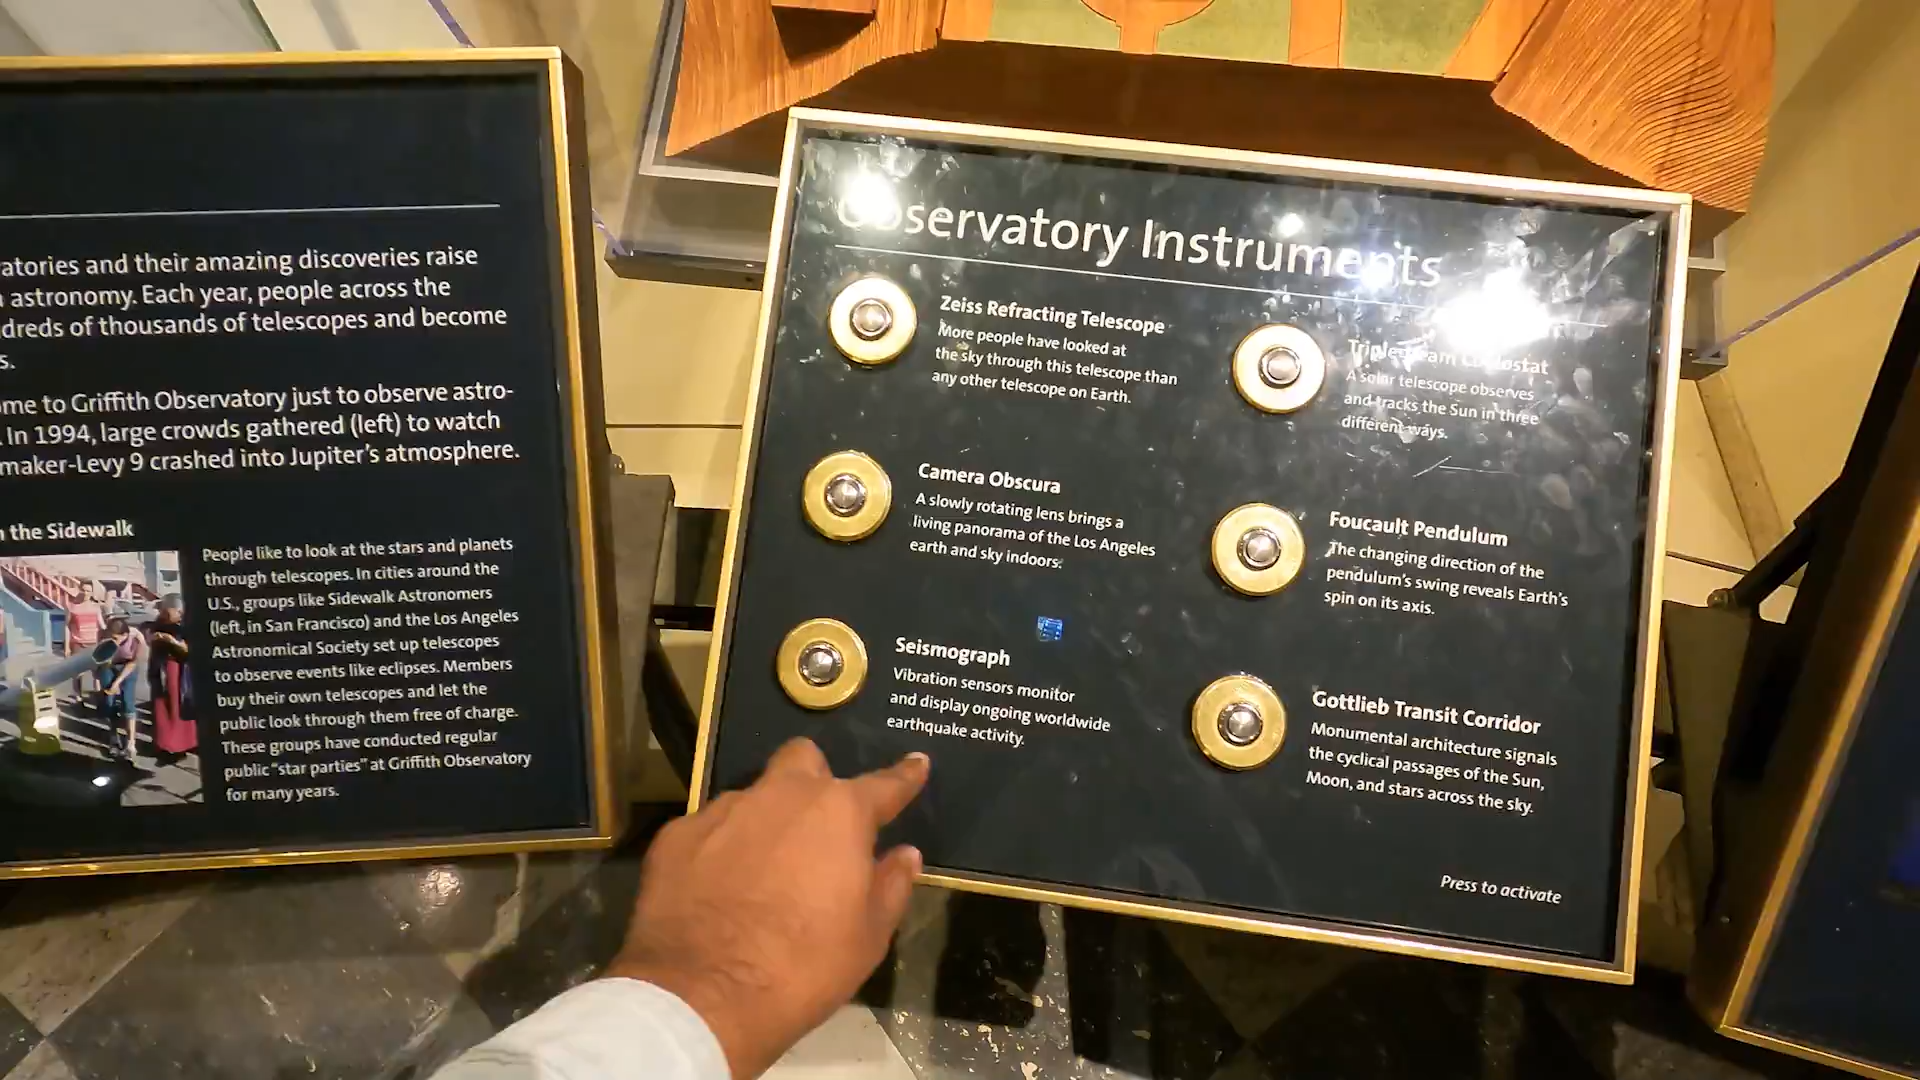 atories and their amazing discoveries raise
astronomy. Each year, people across the
dreds of thousands of telescopes and become
s.
me to Griffith Observatory just to observe astro-
In 1994, large crowds gathered (left) to watch
maker-Levy 9 crashed into Jupiter's atmosphere.
the Sidewalk
People like to look at the stars and planets
through telescopes. In cities around the
U.S., groups like Sidewalk Astronomers
(left, in San Francisco) and the Los Angeles
Astronomical Society set up telescopes
to observe events like eclipses. Members
buy their own telescopes and let the
public look through them free of charge.
These groups have conducted regular
public "star parties" at Griffith Observatory
for many years.
Observatory Instruments
Zeiss Refracting Telescope
More people have looked at
the sky through this telescope than
any other telescope on Earth.
Camera Obscura
A slowly rotating lens brings a
living panorama of the Los Angeles
earth and sky indoors.
Seismograph
Vibration sensors monitor
and display ongoing worldwide
earthquake activity.
Triple-beam Coelostat
A solar telescope observes
and tracks the Sun in three
different ways.
Foucault Pendulum
The changing direction of the
pendulum's swing reveals Earth's
spin on its axis.
Gottlieb Transit Corridor
Monumental architecture signals
the cyclical passages of the Sun,
Moon, and stars across the sky.
Press to activate